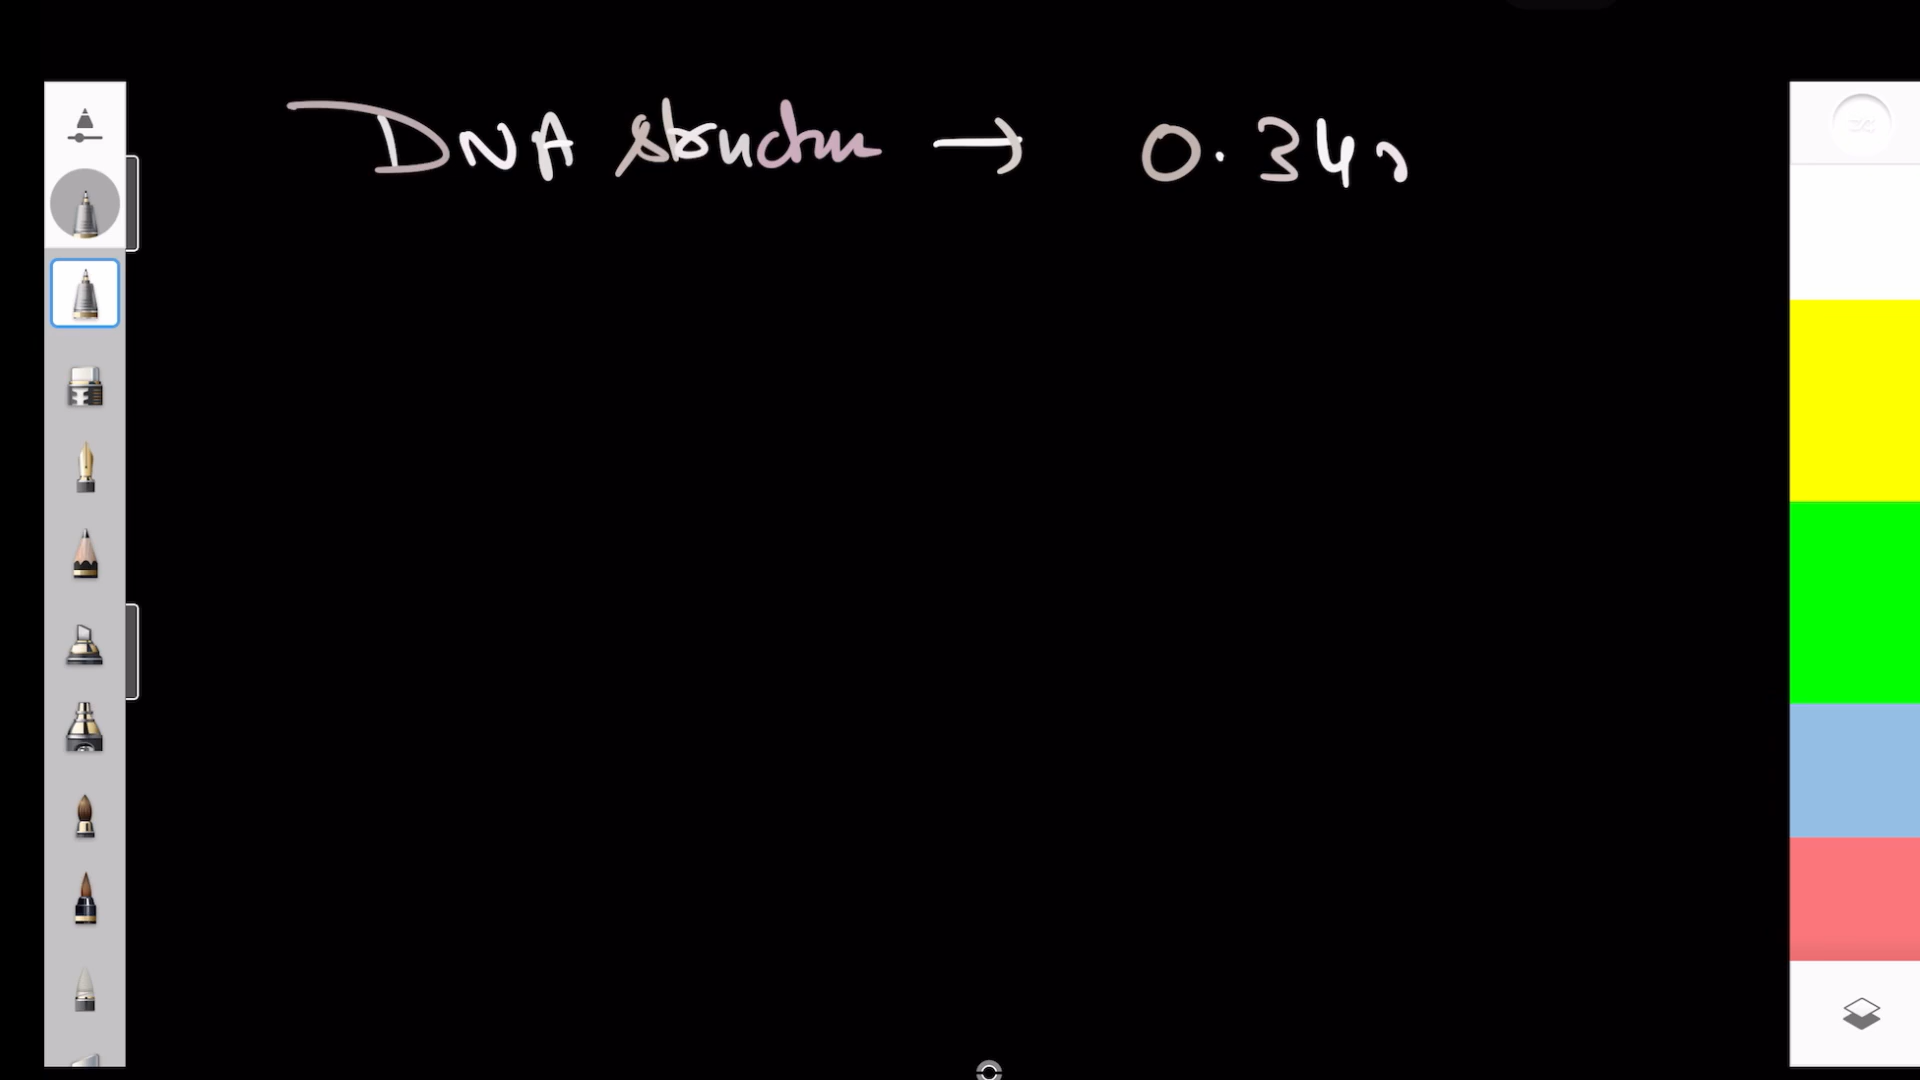 DNA structure → 0.34